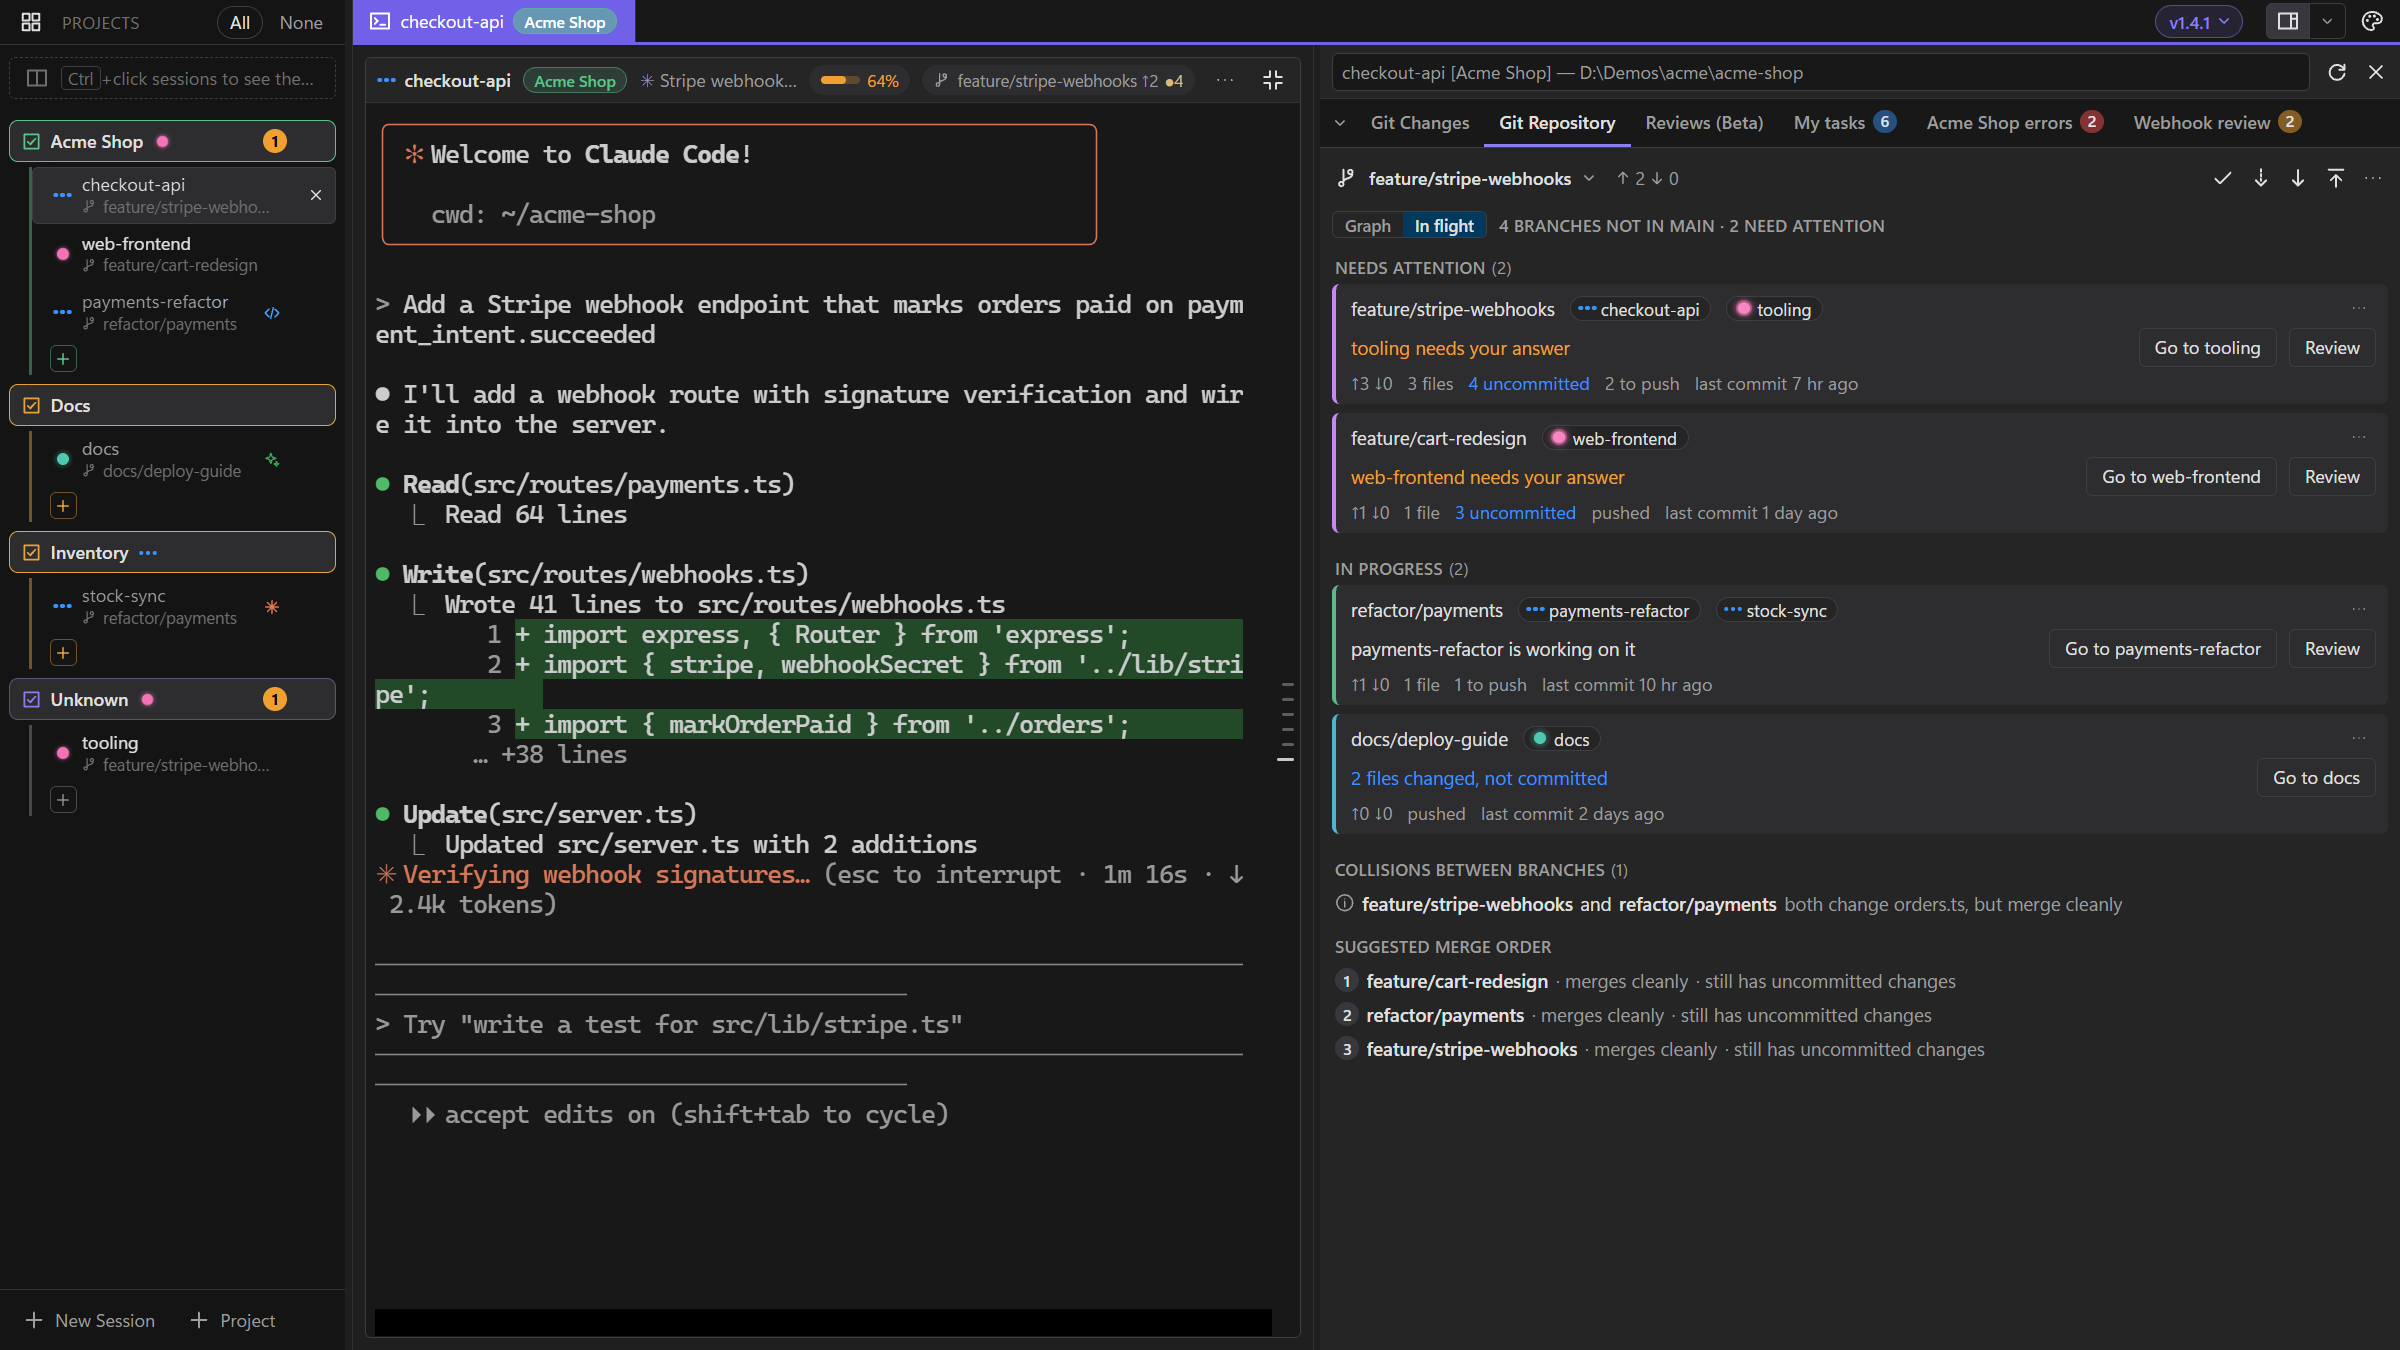 PROJECTS All None
Ctrl +click sessions to see the...
Acme Shop 1
checkout-api
feature/stripe-webho...
web-frontend
feature/cart-redesign
payments-refactor
refactor/payments
Docs
docs
docs/deploy-guide
Inventory
stock-sync
refactor/payments
Unknown 1
tooling
feature/stripe-webho...
+ New Session + Project
checkout-api Acme Shop
v1.4.1
checkout-api Acme Shop Stripe webhook... 64% feature/stripe-webhooks ↑2 ●4 ...
Welcome to Claude Code!
cwd: ~/acme-shop
> Add a Stripe webhook endpoint that marks orders paid on paym
ent_intent.succeeded
● I'll add a webhook route with signature verification and wir
e it into the server.
● Read(src/routes/payments.ts)
⎿ Read 64 lines
● Write(src/routes/webhooks.ts)
⎿ Wrote 41 lines to src/routes/webhooks.ts
1 + import express, { Router } from 'express';
2 + import { stripe, webhookSecret } from '../lib/stri
pe';
3 + import { markOrderPaid } from '../orders';
… +38 lines
● Update(src/server.ts)
⎿ Updated src/server.ts with 2 additions
✳ Verifying webhook signatures… (esc to interrupt · 1m 16s · ↓
2.4k tokens)
> Try "write a test for src/lib/stripe.ts"
⏵⏵ accept edits on (shift+tab to cycle)
checkout-api [Acme Shop] — D:\Demos\acme\acme-shop
Git Changes Git Repository Reviews (Beta) My tasks 6 Acme Shop errors 2 Webhook review 2
feature/stripe-webhooks ↑ 2 ↓ 0
Graph In flight 4 BRANCHES NOT IN MAIN · 2 NEED ATTENTION
NEEDS ATTENTION (2)
feature/stripe-webhooks checkout-api tooling
tooling needs your answer Go to tooling Review
↑3 ↓0 3 files 4 uncommitted 2 to push last commit 7 hr ago
feature/cart-redesign web-frontend
web-frontend needs your answer Go to web-frontend Review
↑1 ↓0 1 file 3 uncommitted pushed last commit 1 day ago
IN PROGRESS (2)
refactor/payments payments-refactor stock-sync
payments-refactor is working on it Go to payments-refactor Review
↑1 ↓0 1 file 1 to push last commit 10 hr ago
docs/deploy-guide docs
2 files changed, not committed Go to docs
↑0 ↓0 pushed last commit 2 days ago
COLLISIONS BETWEEN BRANCHES (1)
feature/stripe-webhooks and refactor/payments both change orders.ts, but merge cleanly
SUGGESTED MERGE ORDER
1 feature/cart-redesign · merges cleanly · still has uncommitted changes
2 refactor/payments · merges cleanly · still has uncommitted changes
3 feature/stripe-webhooks · merges cleanly · still has uncommitted changes